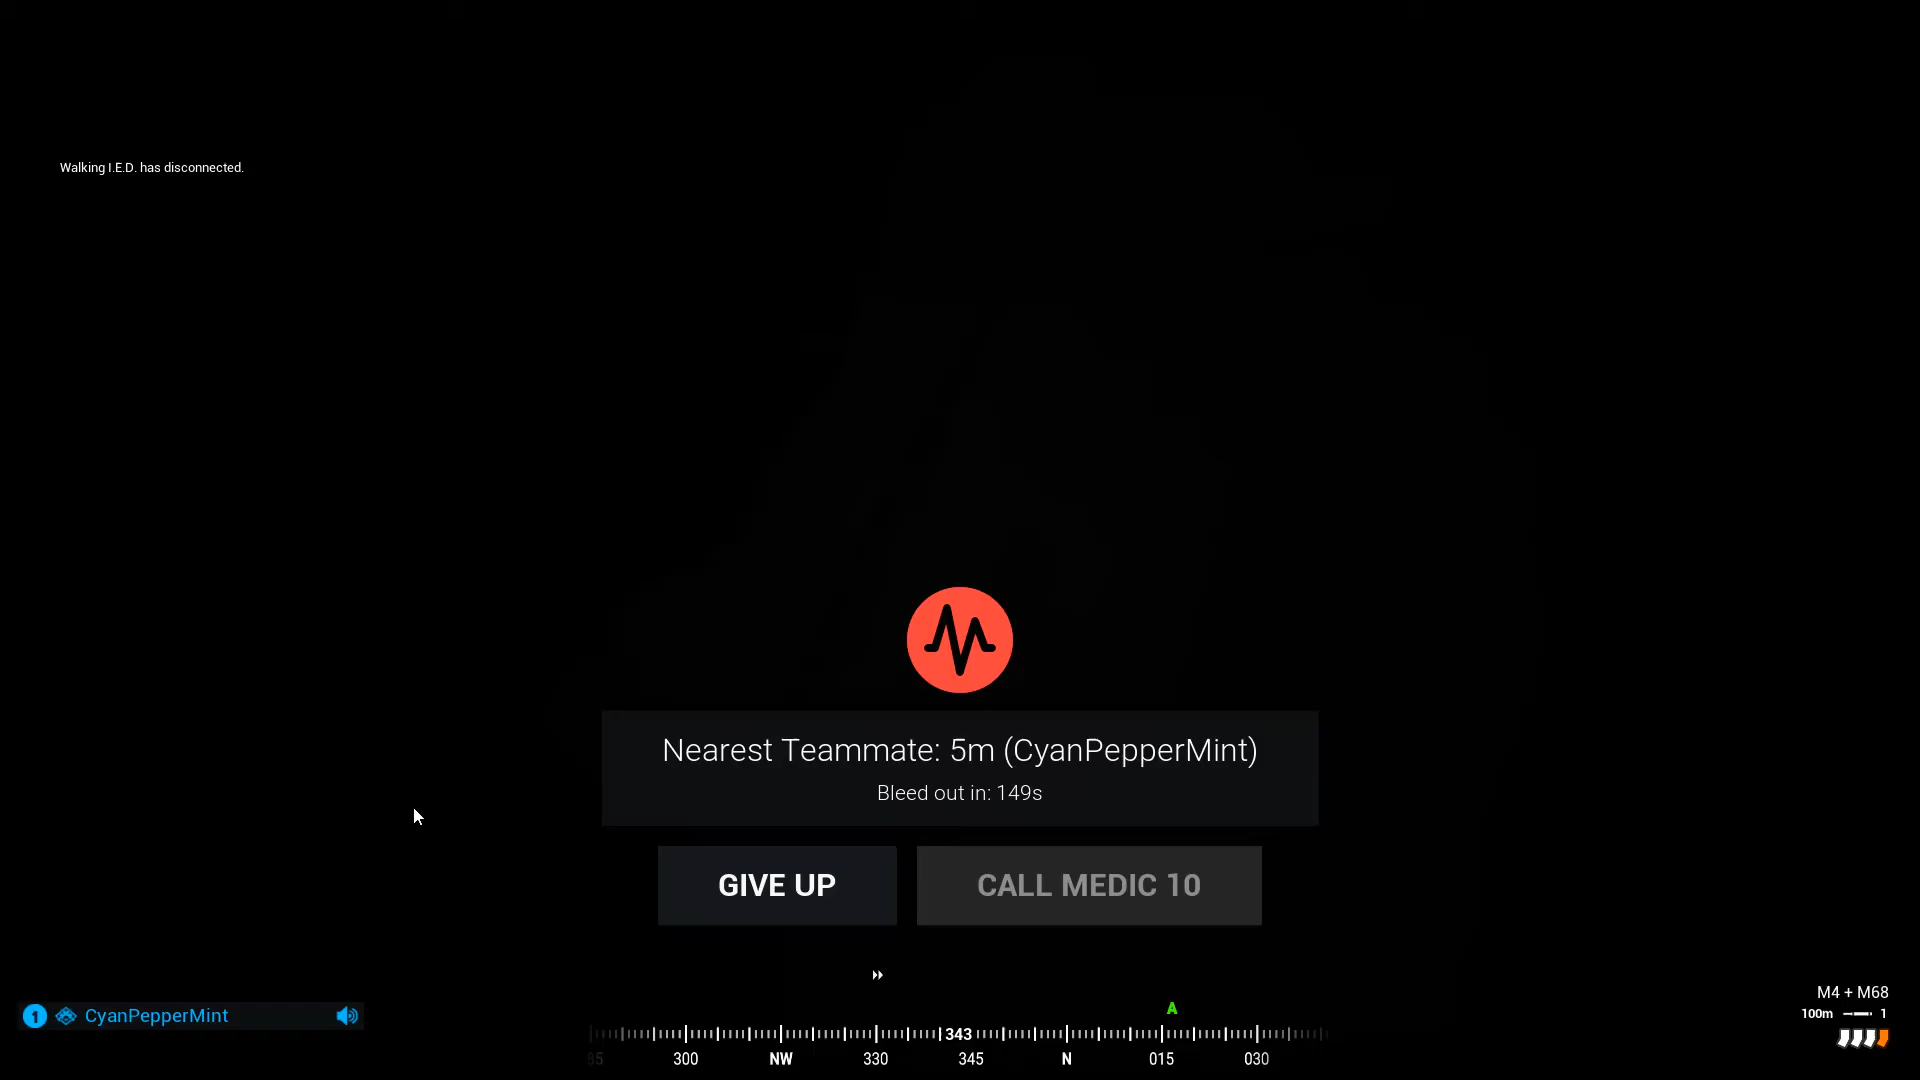 Walking I.E.D. has disconnected.
Nearest Teammate: 5m (CyanPepperMint)
Bleed out in: 149s
GIVE UP
CALL MEDIC 10
1 CyanPepperMint
A
343
85 300 NW 330 345 N 015 030
M4 + M68
100m 1